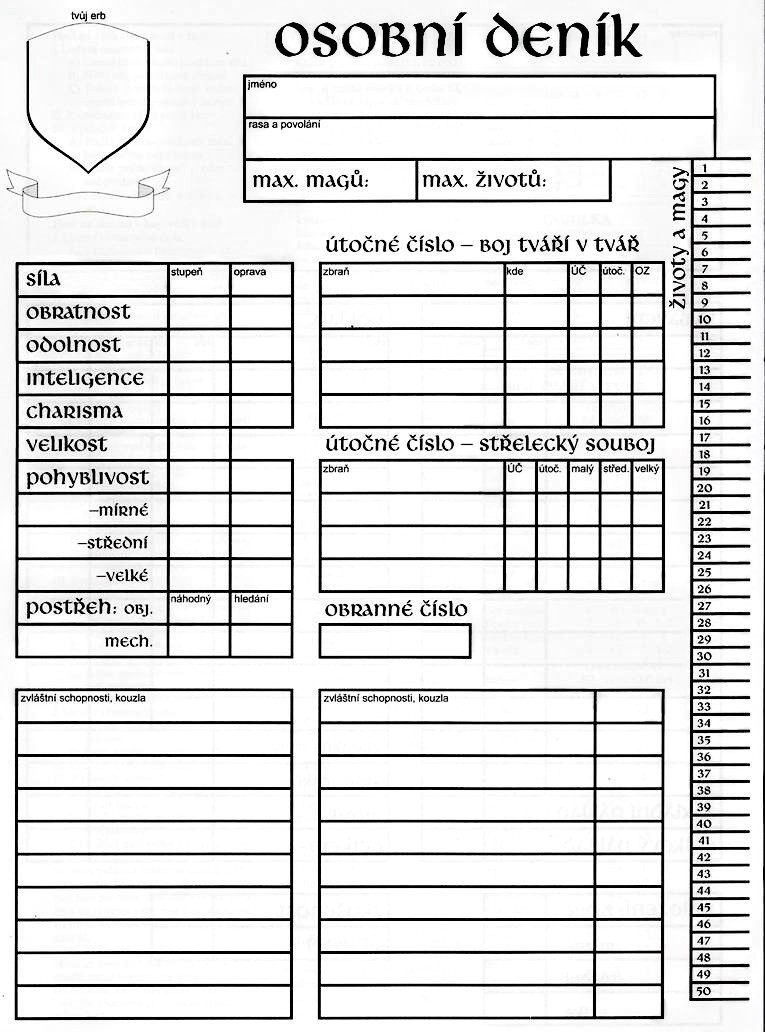 tvůj erb
osobní deník
jméno
rasa a povolání
max. magů:
max. životů:
životy a magy
1
2
3
4
5
6
7
8
9
10
11
12
13
14
15
16
17
18
19
20
21
22
23
24
25
26
27
28
29
30
31
32
33
34
35
36
37
38
39
40
41
42
43
44
45
46
47
48
49
50
síla stupeň oprava
obratnost
odolnost
inteligence
charisma
velikost
pohyblivost
–mírné
–střední
–velké
postřeh: obj. náhodný hledání
mech.
útočné číslo – boj tváří v tvář
zbraň kde ÚČ útoč. OZ
útočné číslo – střelecký souboj
zbraň ÚČ útoč. malý střed. velký
obranné číslo
zvláštní schopnosti, kouzla
zvláštní schopnosti, kouzla